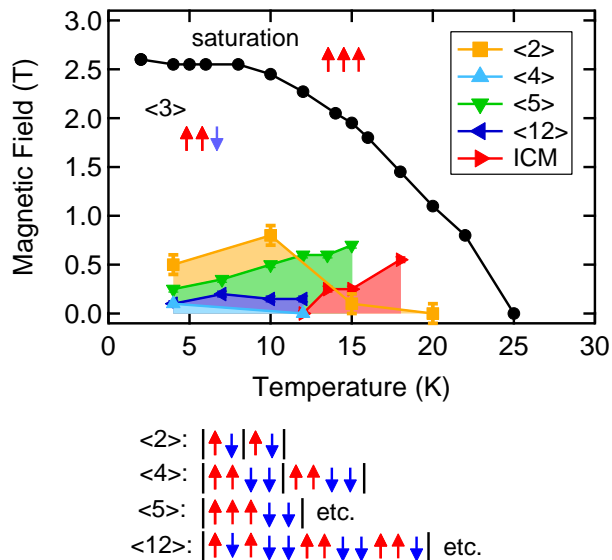 3.0
saturation
<2>
<4>
<5>
<12>
ICM
2.5
2.0
<3>
1.5
1.0
0.5
0.0
Magnetic Field (T)
0 5 10 15 20 25 30
Temperature (K)
<2>:
<4>:
<5>: etc.
<12>: etc.